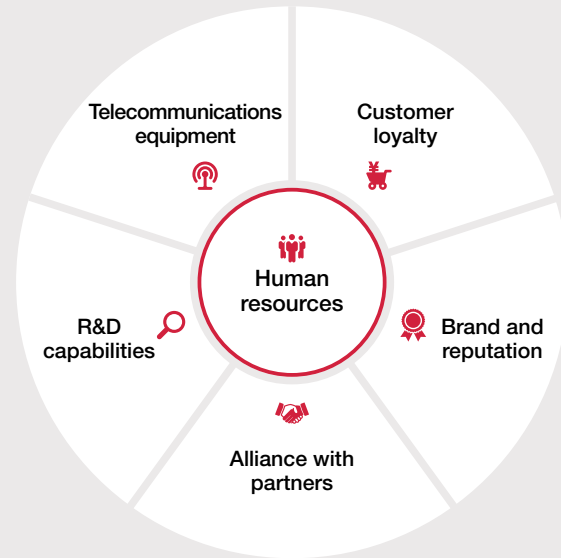 Telecommunications
equipment
Customer
loyalty
¥
Human
resources
R&D
capabilities
Brand and
reputation
Alliance with
partners